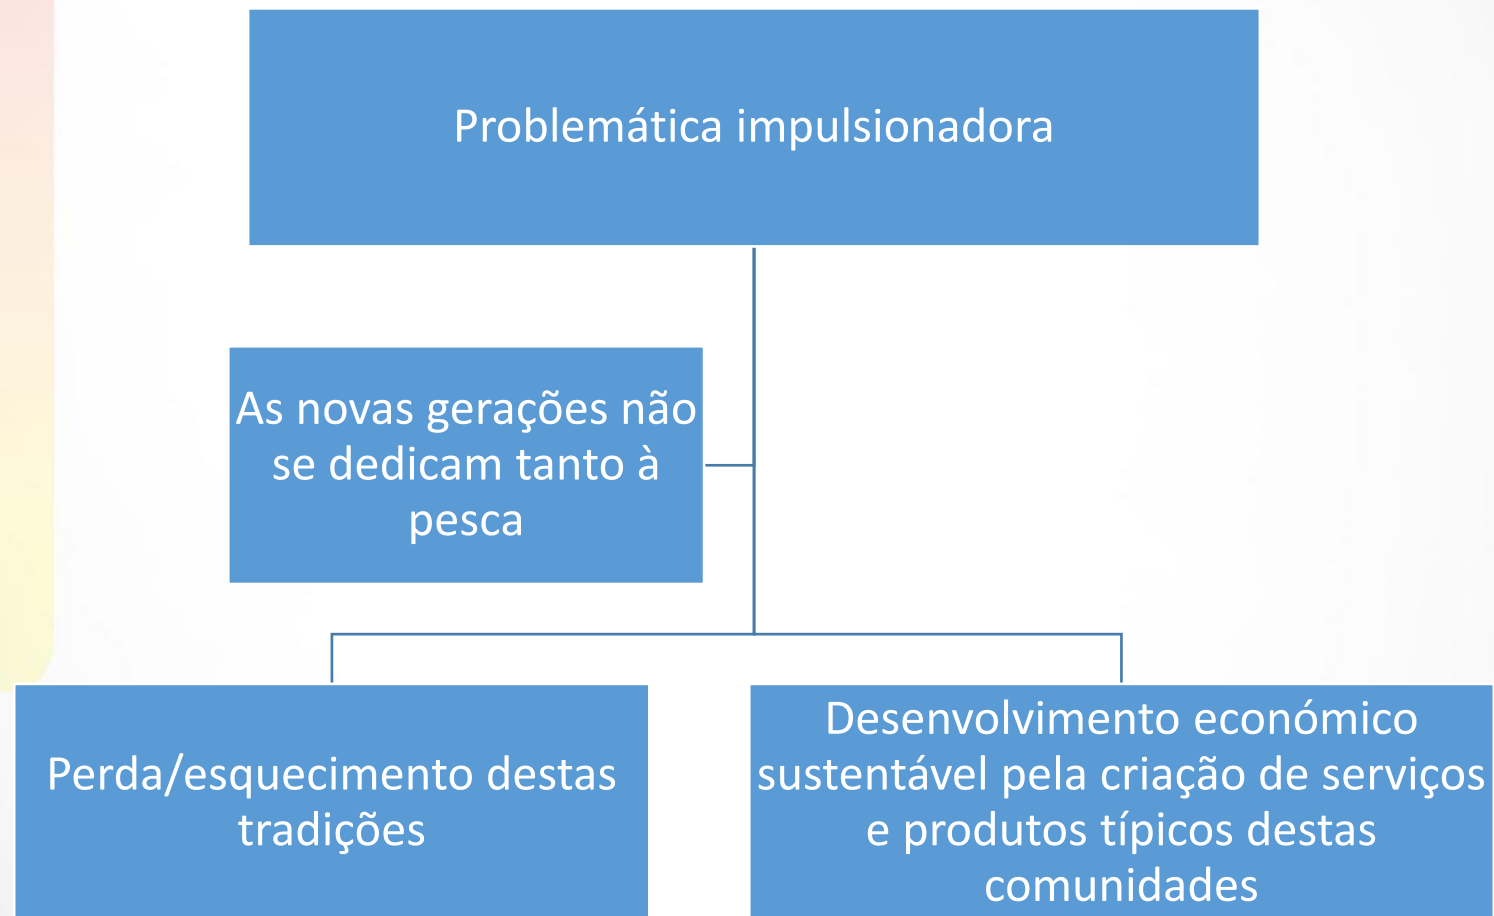 Problemática impulsionadora
As novas gerações não
se dedicam tanto à
pesca
Perda/esquecimento destas
tradições
Desenvolvimento económico
sustentável pela criação de serviços
e produtos típicos destas
comunidades